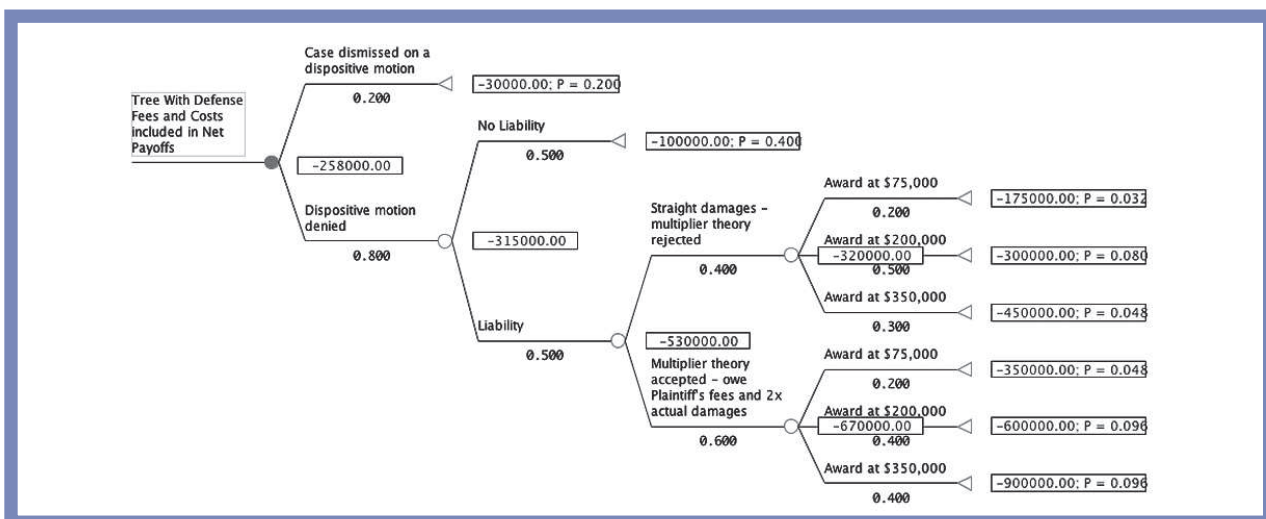 Tree With Defense
Fees and Costs
included in Net
Payoffs
-258000.00
Case dismissed on a
dispositive motion
0.200
-30000.00; P = 0.200
Dispositive motion
denied
0.800
-315000.00
No Liability
0.500
-100000.00; P = 0.400
Liability
0.500
-530000.00
Straight damages -
multiplier theory
rejected
0.400
-320000.00
Award at $75,000
0.200
-175000.00; P = 0.032
Award at $200,000
0.500
-300000.00; P = 0.080
Award at $350,000
0.300
-450000.00; P = 0.048
Multiplier theory
accepted - owe
Plaintiff's fees and 2x
actual damages
0.600
-670000.00
Award at $75,000
0.200
-350000.00; P = 0.048
Award at $200,000
0.400
-600000.00; P = 0.096
Award at $350,000
0.400
-900000.00; P = 0.096